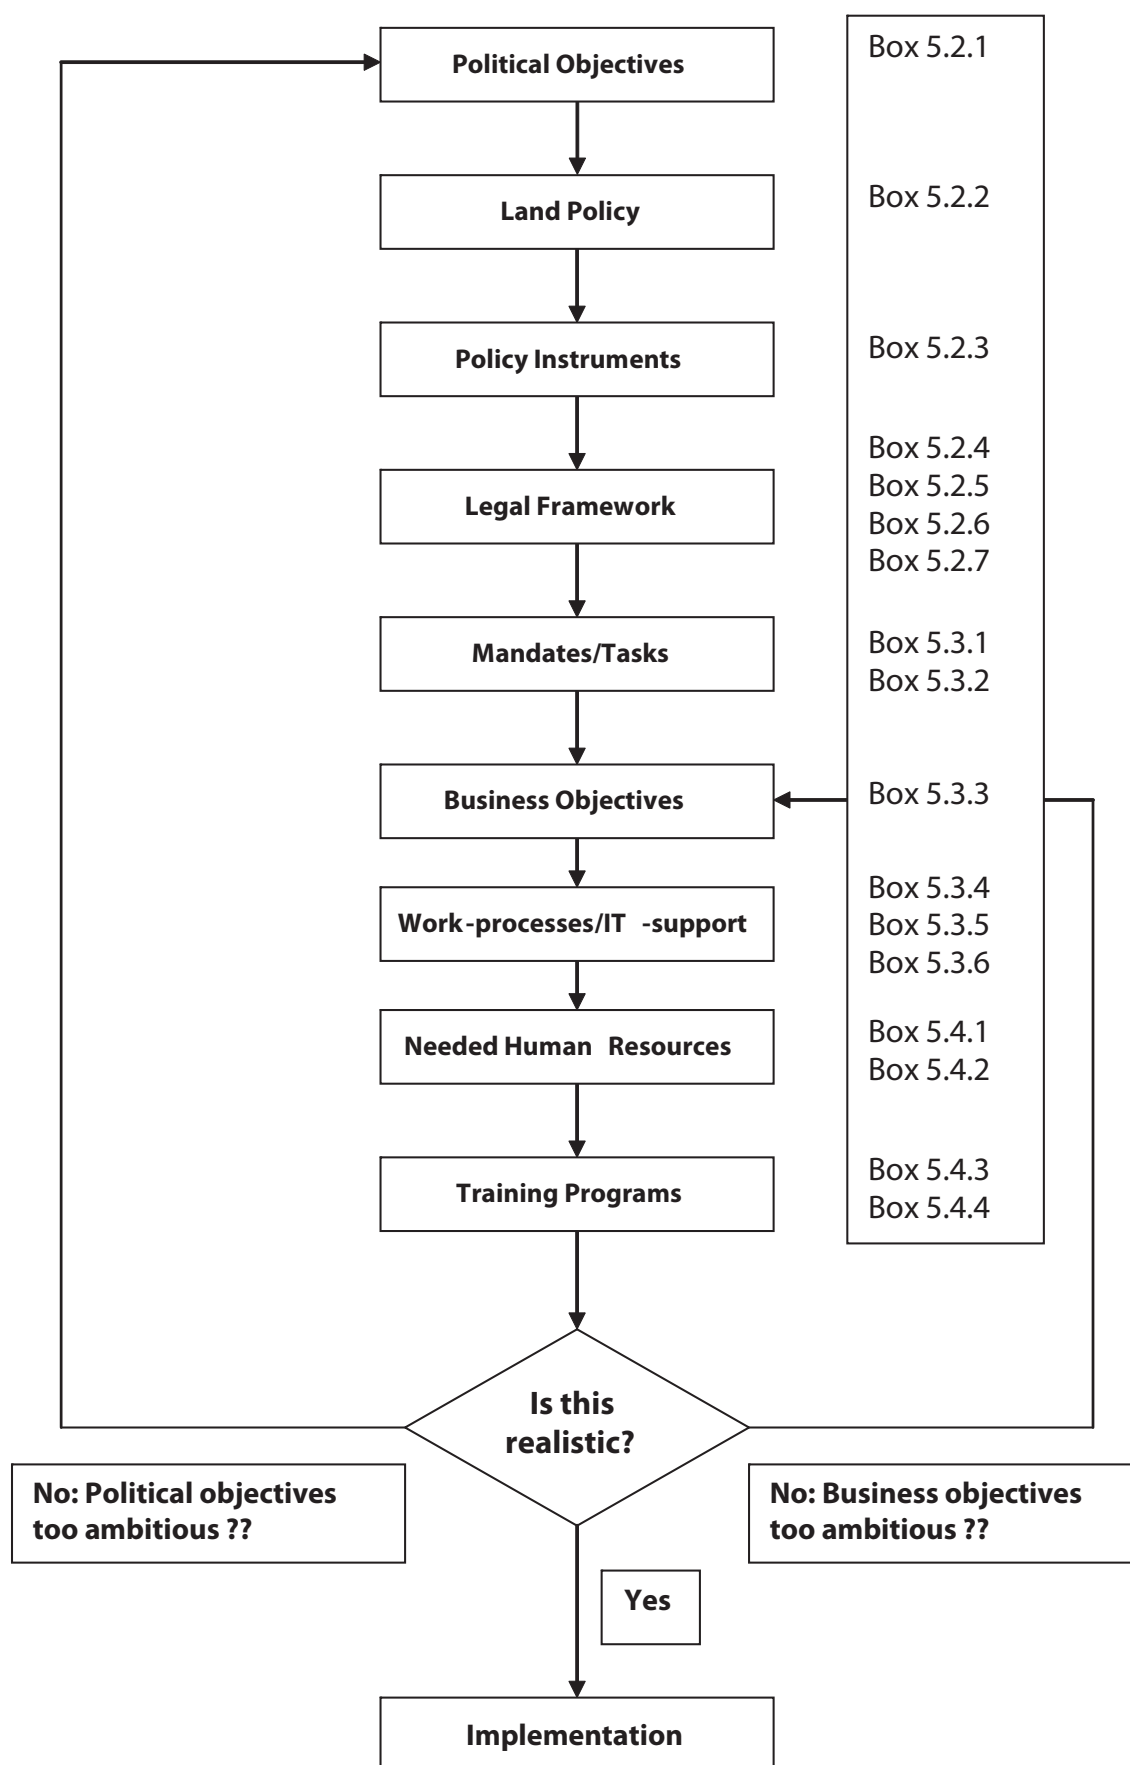 Political Objectives
Box 5.2.1
Land Policy
Box 5.2.2
Policy Instruments
Box 5.2.3
Legal Framework
Box 5.2.4
Box 5.2.5
Box 5.2.6
Box 5.2.7
Mandates/Tasks
Box 5.3.1
Box 5.3.2
Business Objectives
Box 5.3.3
Work-processes/IT -support
Box 5.3.4
Box 5.3.5
Box 5.3.6
Needed Human Resources
Box 5.4.1
Box 5.4.2
Training Programs
Box 5.4.3
Box 5.4.4
Is this
realistic?
No: Political objectives
too ambitious ??
No: Business objectives
too ambitious ??
Yes
Implementation